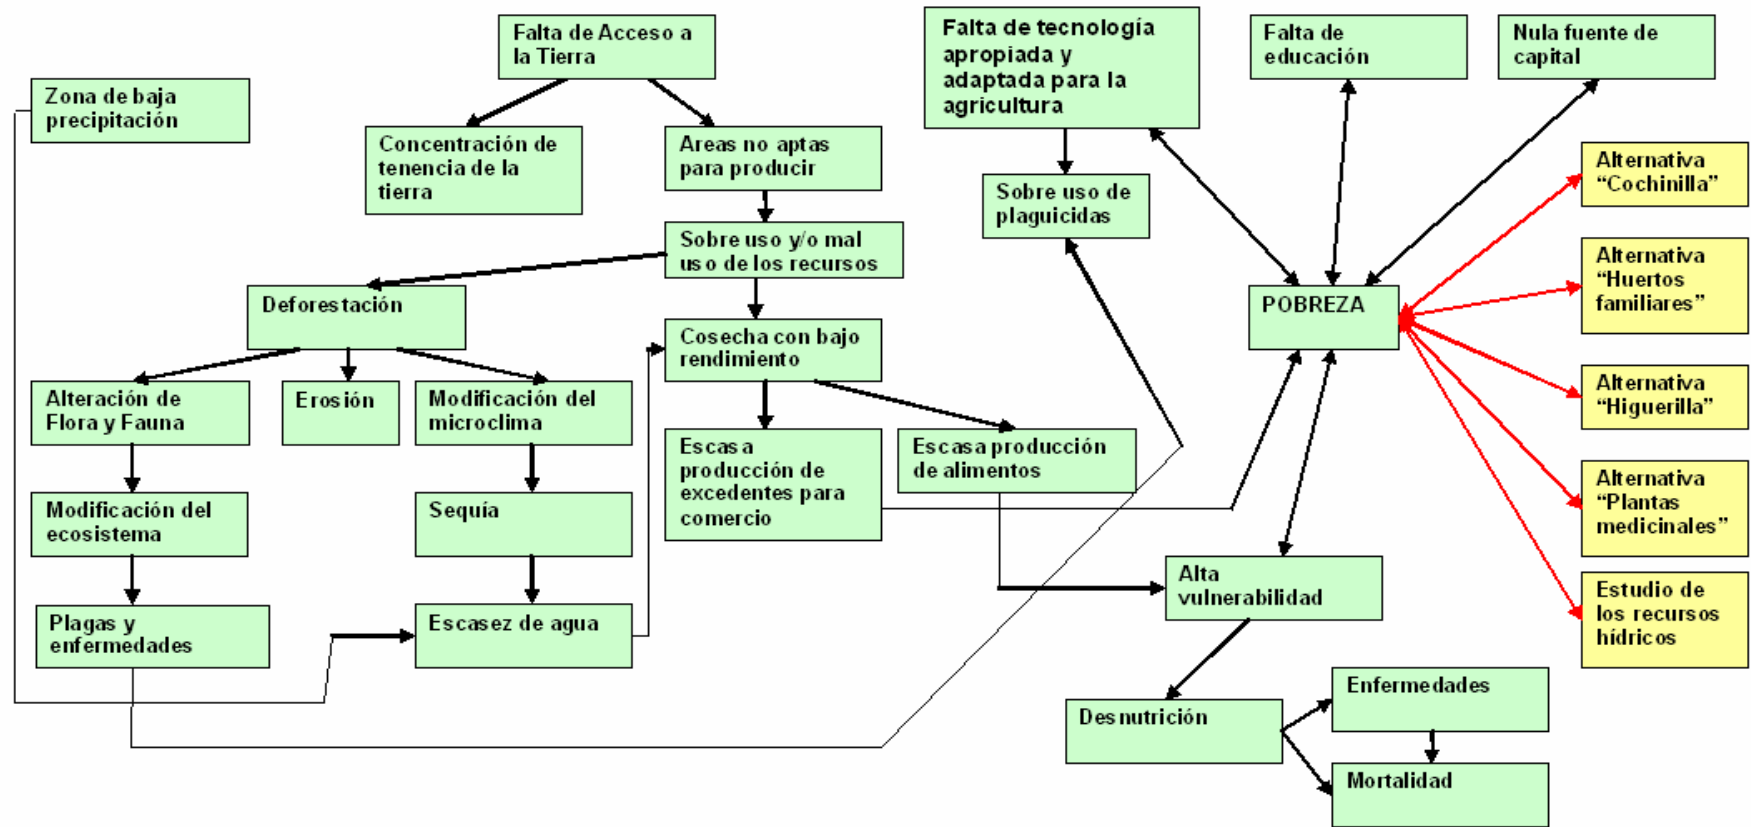 Falta de Acceso a
la Tierra
Falta de tecnología
apropiada y
adaptada para la
agricultura
Falta de
educación
Nula fuente de
capital
Zona de baja
precipitación
Concentración de
tenencia de la
tierra
Areas no aptas
para producir
Sobre uso de
plaguicidas
Alternativa
“Cochinilla”
Sobre uso y/o mal
uso de los recursos
Alternativa
“Huertos
familiares”
Deforestación
POBREZA
Cosecha con bajo
rendimiento
Alteración de
Flora y Fauna
Erosión
Modificación del
microclima
Alternativa
“Higuerilla”
Escasa
producción de
excedentes para
comercio
Escasa producción
de alimentos
Alternativa
“Plantas
medicinales”
Modificación del
ecosistema
Sequía
Alta
vulnerabilidad
Estudio de
los recursos
hídricos
Plagas y
enfermedades
Escasez de agua
Enfermedades
Desnutrición
Mortalidad